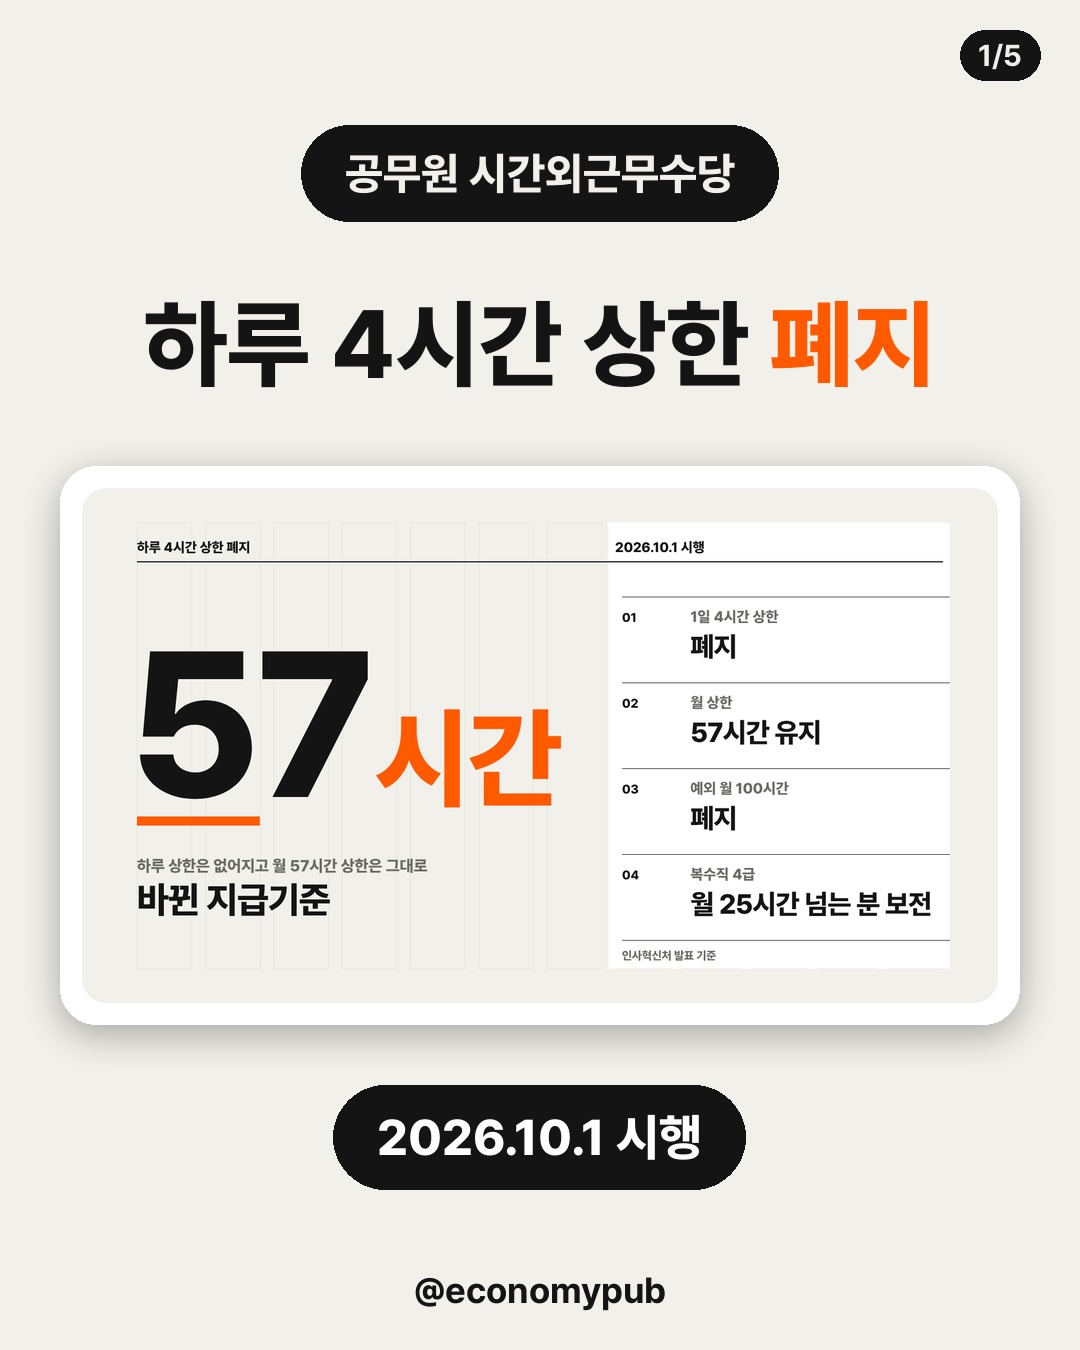 1/5
공무원 시간외근무수당
하루 4시간 상한 폐지
하루 4시간 상한 폐지
57시간
하루 상한은 없어지고 월 57시간 상한은 그대로
바뀐 지급기준
2026.10.1 시행
01
1일 4시간 상한
폐지
02
월 상한
57시간 유지
03
예외 월 100시간
폐지
04
복수직 4급
월 25시간 넘는 분 보전
인사혁신처 발표 기준
2026.10.1 시행
@economypub